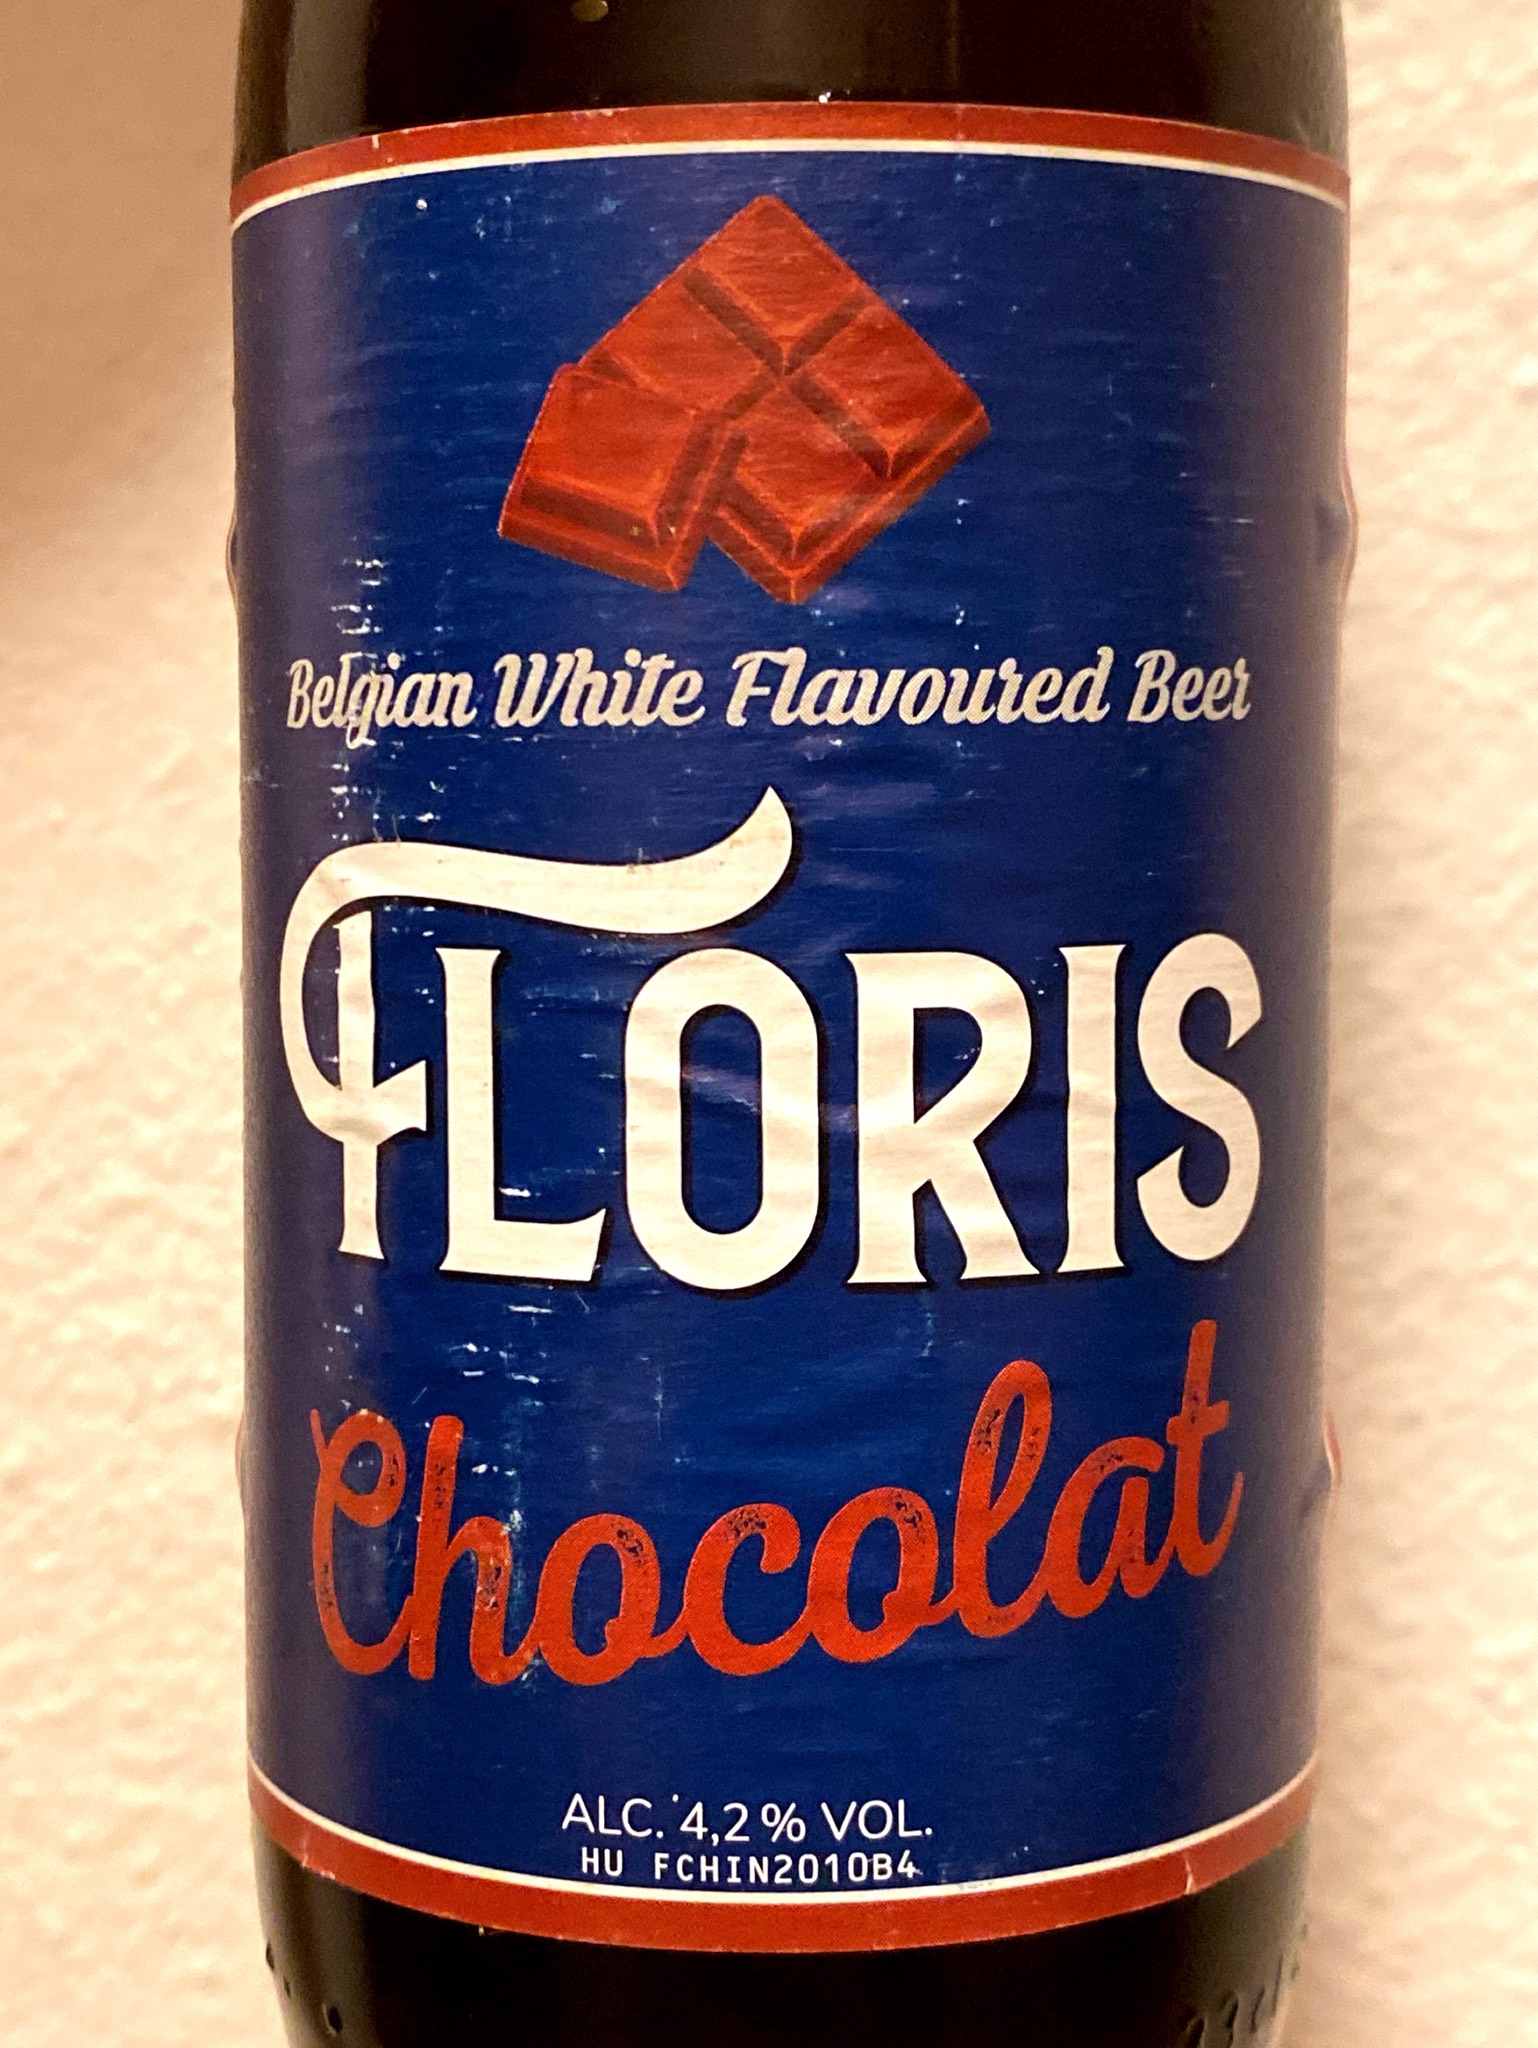 Belgian White Flavoured Beer
FLORIS
Chocolat
ALC. 4,2% VOL.
HU FCHIN2010B4